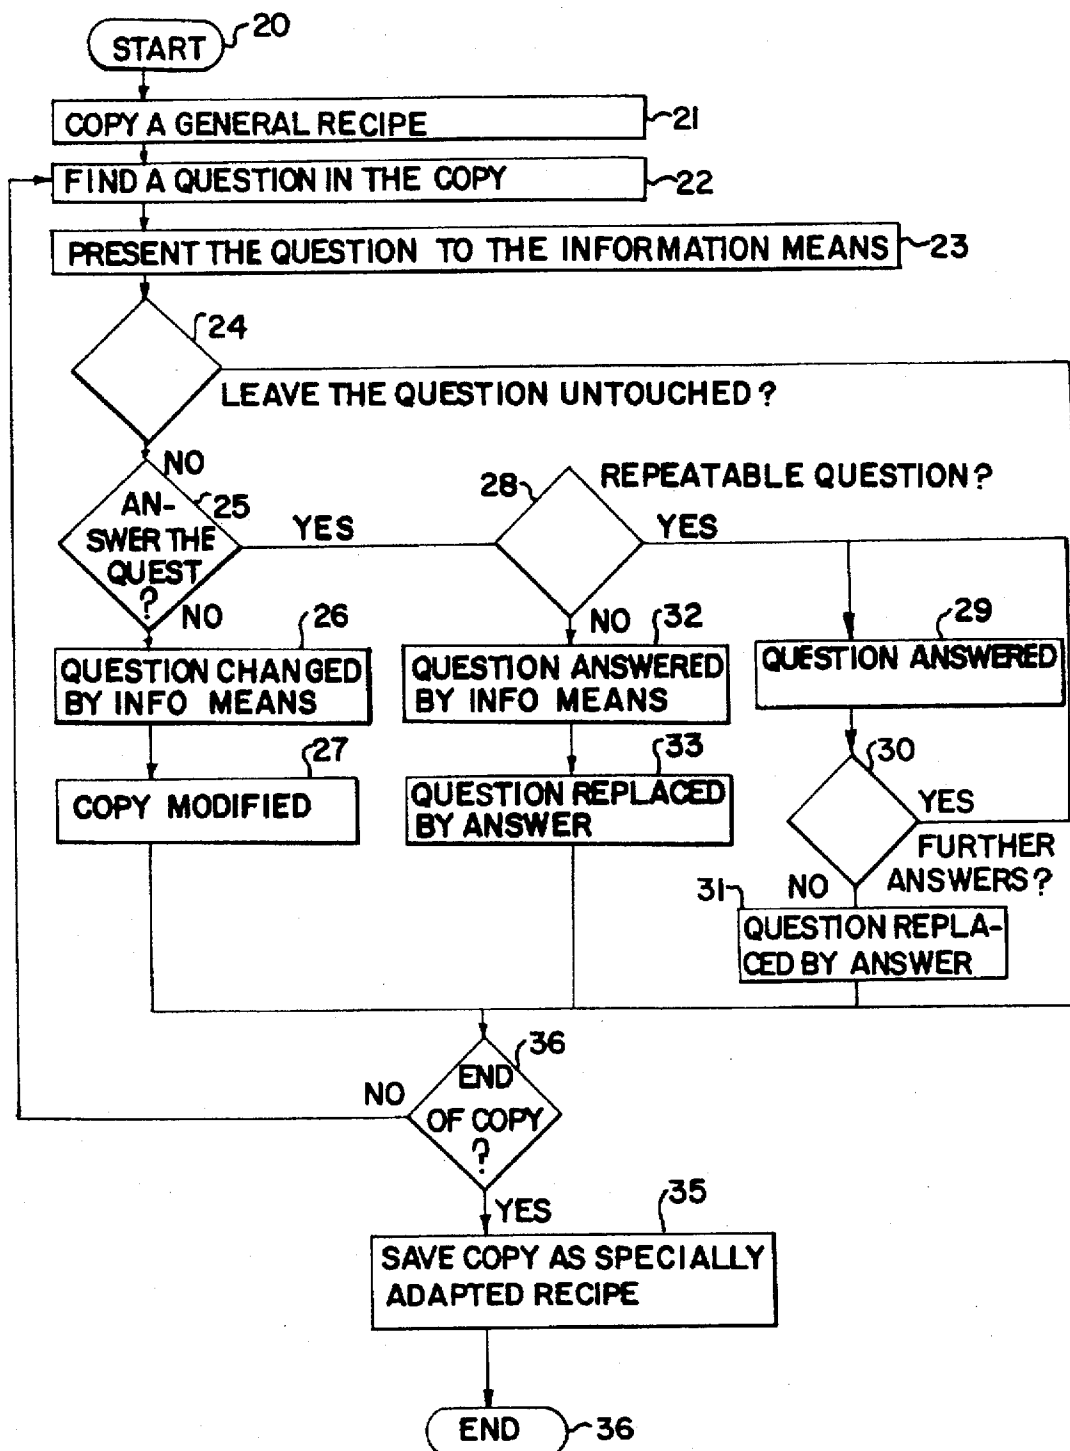 START
20
COPY A GENERAL RECIPE
21
FIND A QUESTION IN THE COPY
22
PRESENT THE QUESTION TO THE INFORMATION MEANS
23
24
LEAVE THE QUESTION UNTOUCHED?
NO
25
AN-
SWER THE
QUEST
?
YES
NO
28
REPEATABLE QUESTION?
YES
NO
26
QUESTION CHANGED
BY INFO MEANS
32
QUESTION ANSWERED
BY INFO MEANS
29
QUESTION ANSWERED
27
COPY MODIFIED
33
QUESTION REPLACED
BY ANSWER
30
YES
FURTHER
ANSWERS?
NO
31
QUESTION REPLA-
CED BY ANSWER
36
END
OF COPY
?
NO
YES
35
SAVE COPY AS SPECIALLY
ADAPTED RECIPE
END
36